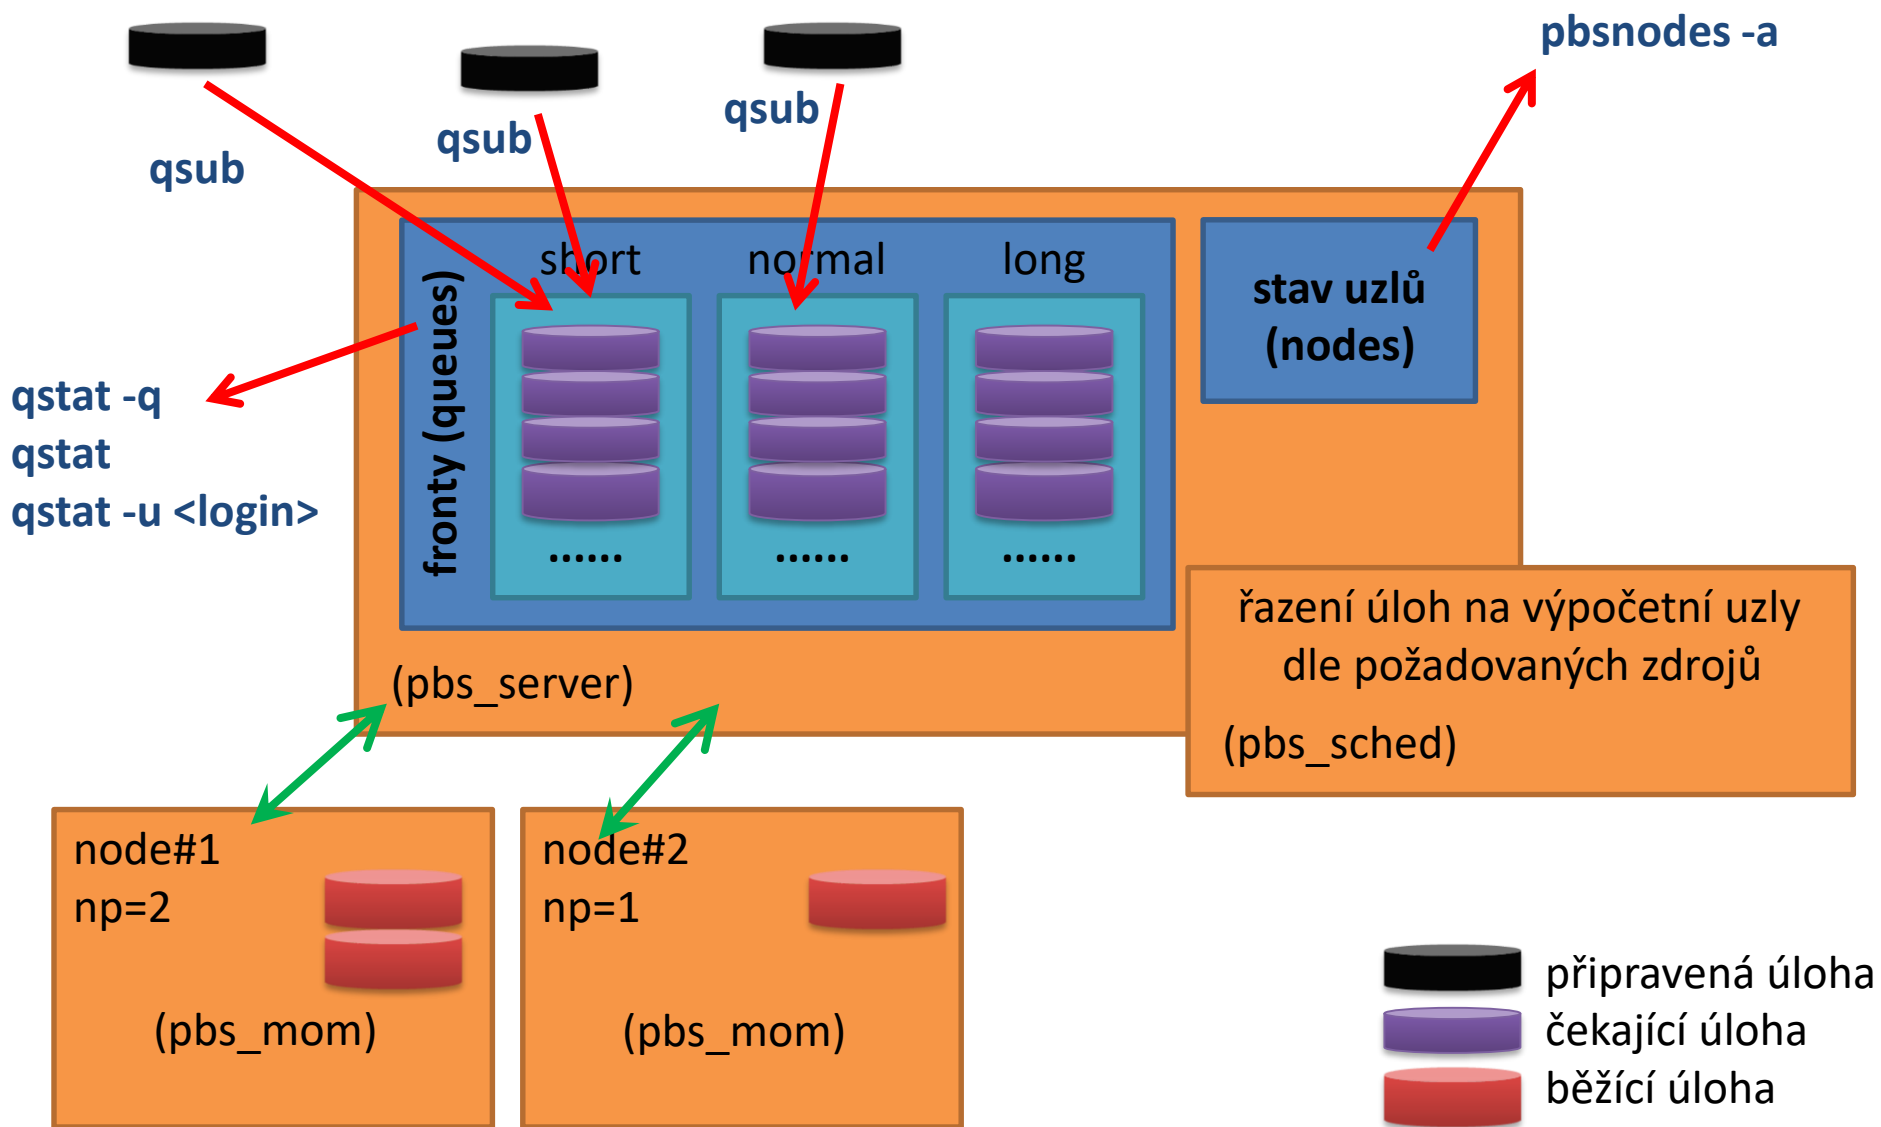 pbsnodes -a
qsub
qsub
qsub
short
normal
long
fronty (queues)
......
......
......
stav uzlů
(nodes)
qstat -q
qstat
qstat -u <login>
(pbs_server)
řazení úloh na výpočetní uzly
dle požadovaných zdrojů
(pbs_sched)
node#1
np=2
(pbs_mom)
node#2
np=1
(pbs_mom)
připravená úloha
čekající úloha
běžící úloha